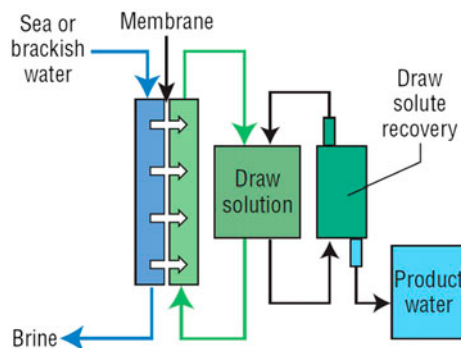 Sea or
brackish
water
Membrane
Draw
solute
recovery
Draw
solution
Product
water
Brine